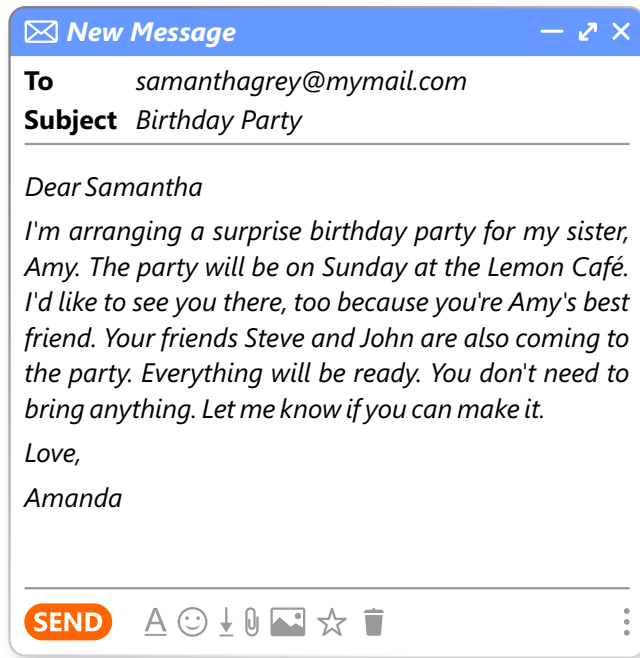 New Message
To samanthagrey@mymail.com
Subject Birthday Party
Dear Samantha
I'm arranging a surprise birthday party for my sister,
Amy. The party will be on Sunday at the Lemon Café.
I'd like to see you there, too because you're Amy's best
friend. Your friends Steve and John are also coming to
the party. Everything will be ready. You don't need to
bring anything. Let me know if you can make it.
Love,
Amanda
SEND A